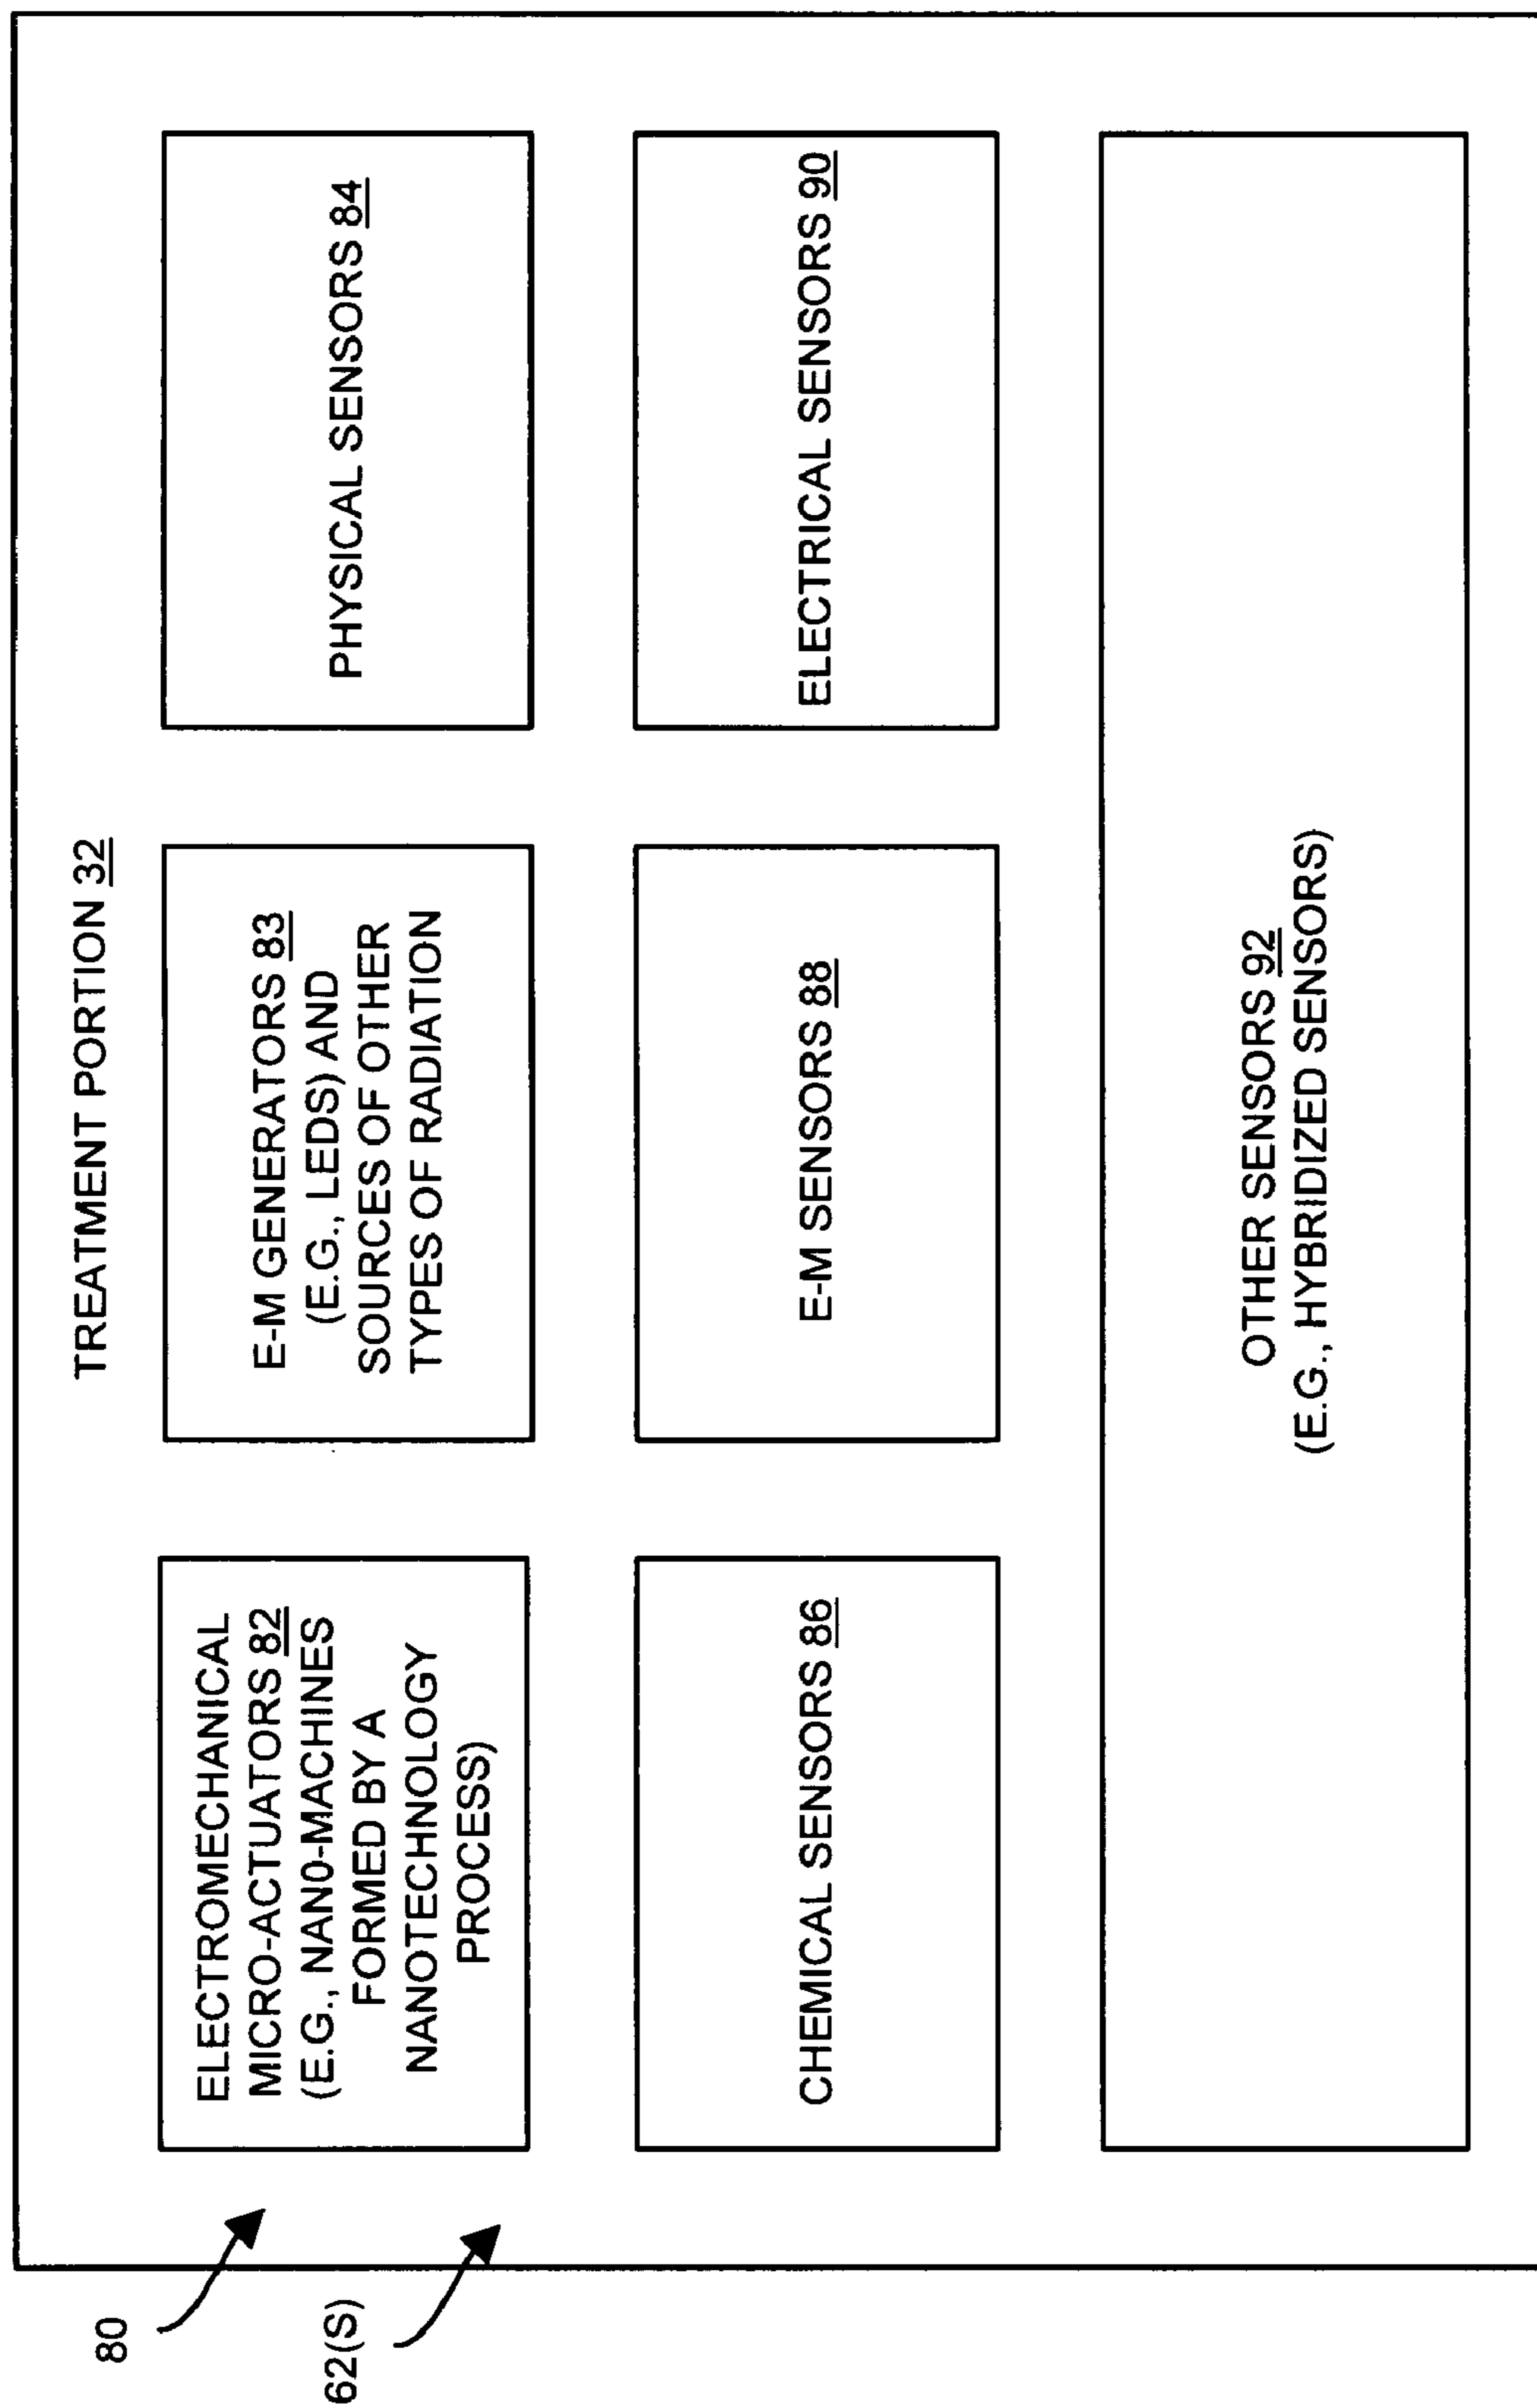 TREATMENT PORTION 32
80
62(S)
ELECTROMECHANICAL
MICRO-ACTUATORS 82
(E.G., NAN0-MACHINES
FORMED BY A
NANOTECHNOLOGY
PROCESS)
E-M GENERATORS 83
(E.G., LEDS) AND
SOURCES OF OTHER
TYPES OF RADIATION
PHYSICAL SENSORS 84
CHEMICAL SENSORS 86
E-M SENSORS 88
ELECTRICAL SENSORS 90
OTHER SENSORS 92
(E.G., HYBRIDIZED SENSORS)